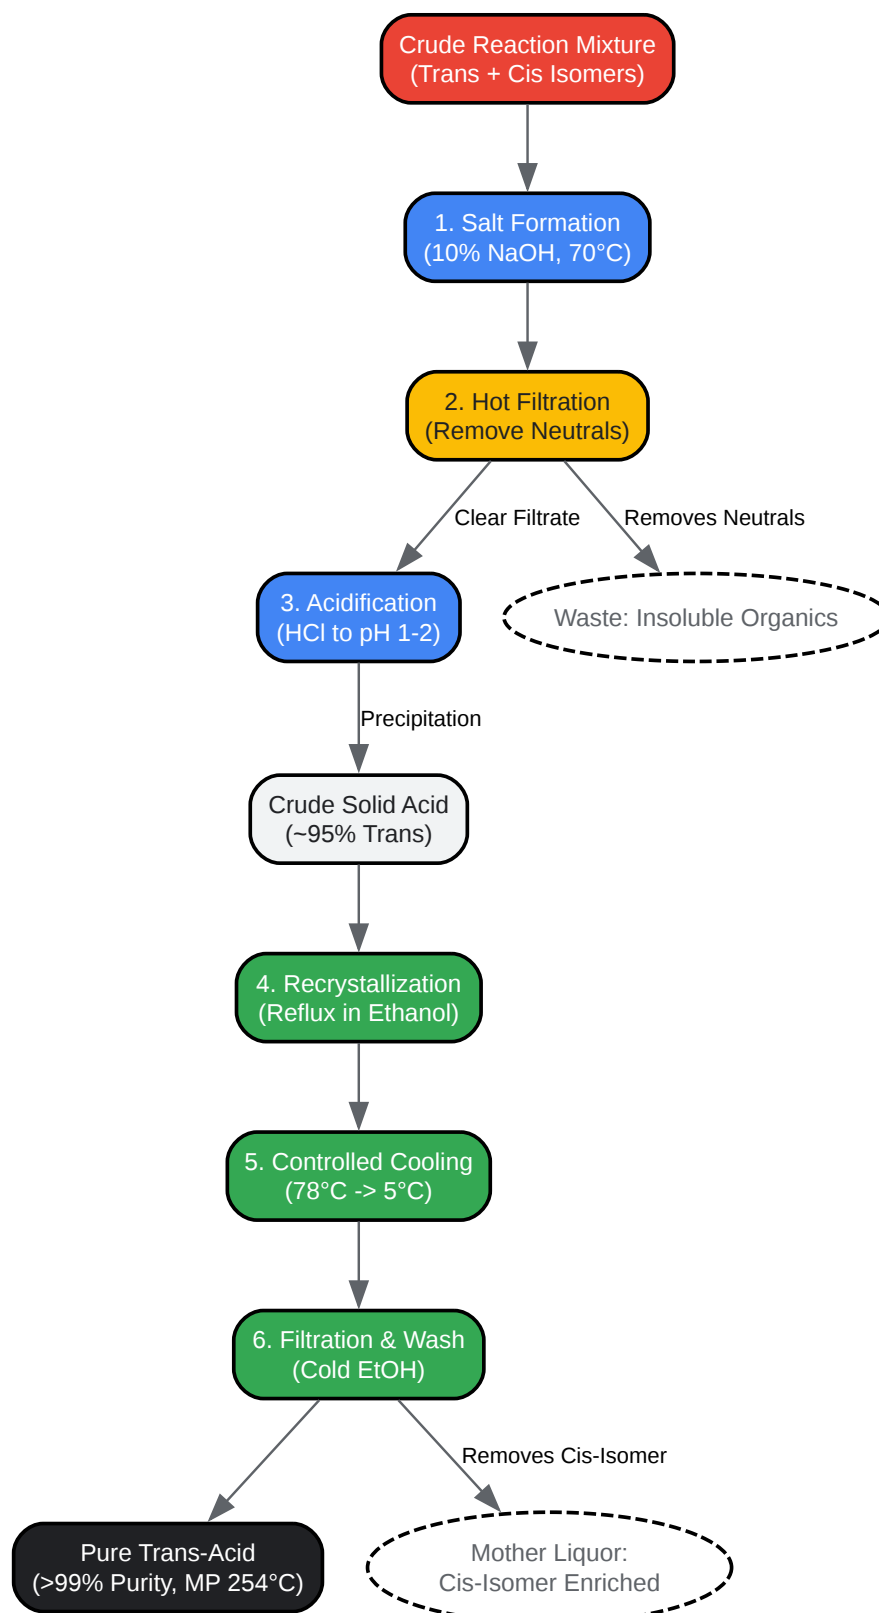 Crude Reaction Mixture
(Trans + Cis Isomers)
1. Salt Formation
(10% NaOH, 70°C)
2. Hot Filtration
(Remove Neutrals)
Clear Filtrate
Removes Neutrals
3. Acidification
(HCl to pH 1-2)
Waste: Insoluble Organics
Precipitation
Crude Solid Acid
(~95% Trans)
4. Recrystallization
(Reflux in Ethanol)
5. Controlled Cooling
(78°C -> 5°C)
6. Filtration & Wash
(Cold EtOH)
Removes Cis-Isomer
Pure Trans-Acid
(>99% Purity, MP 254°C)
Mother Liquor:
Cis-Isomer Enriched